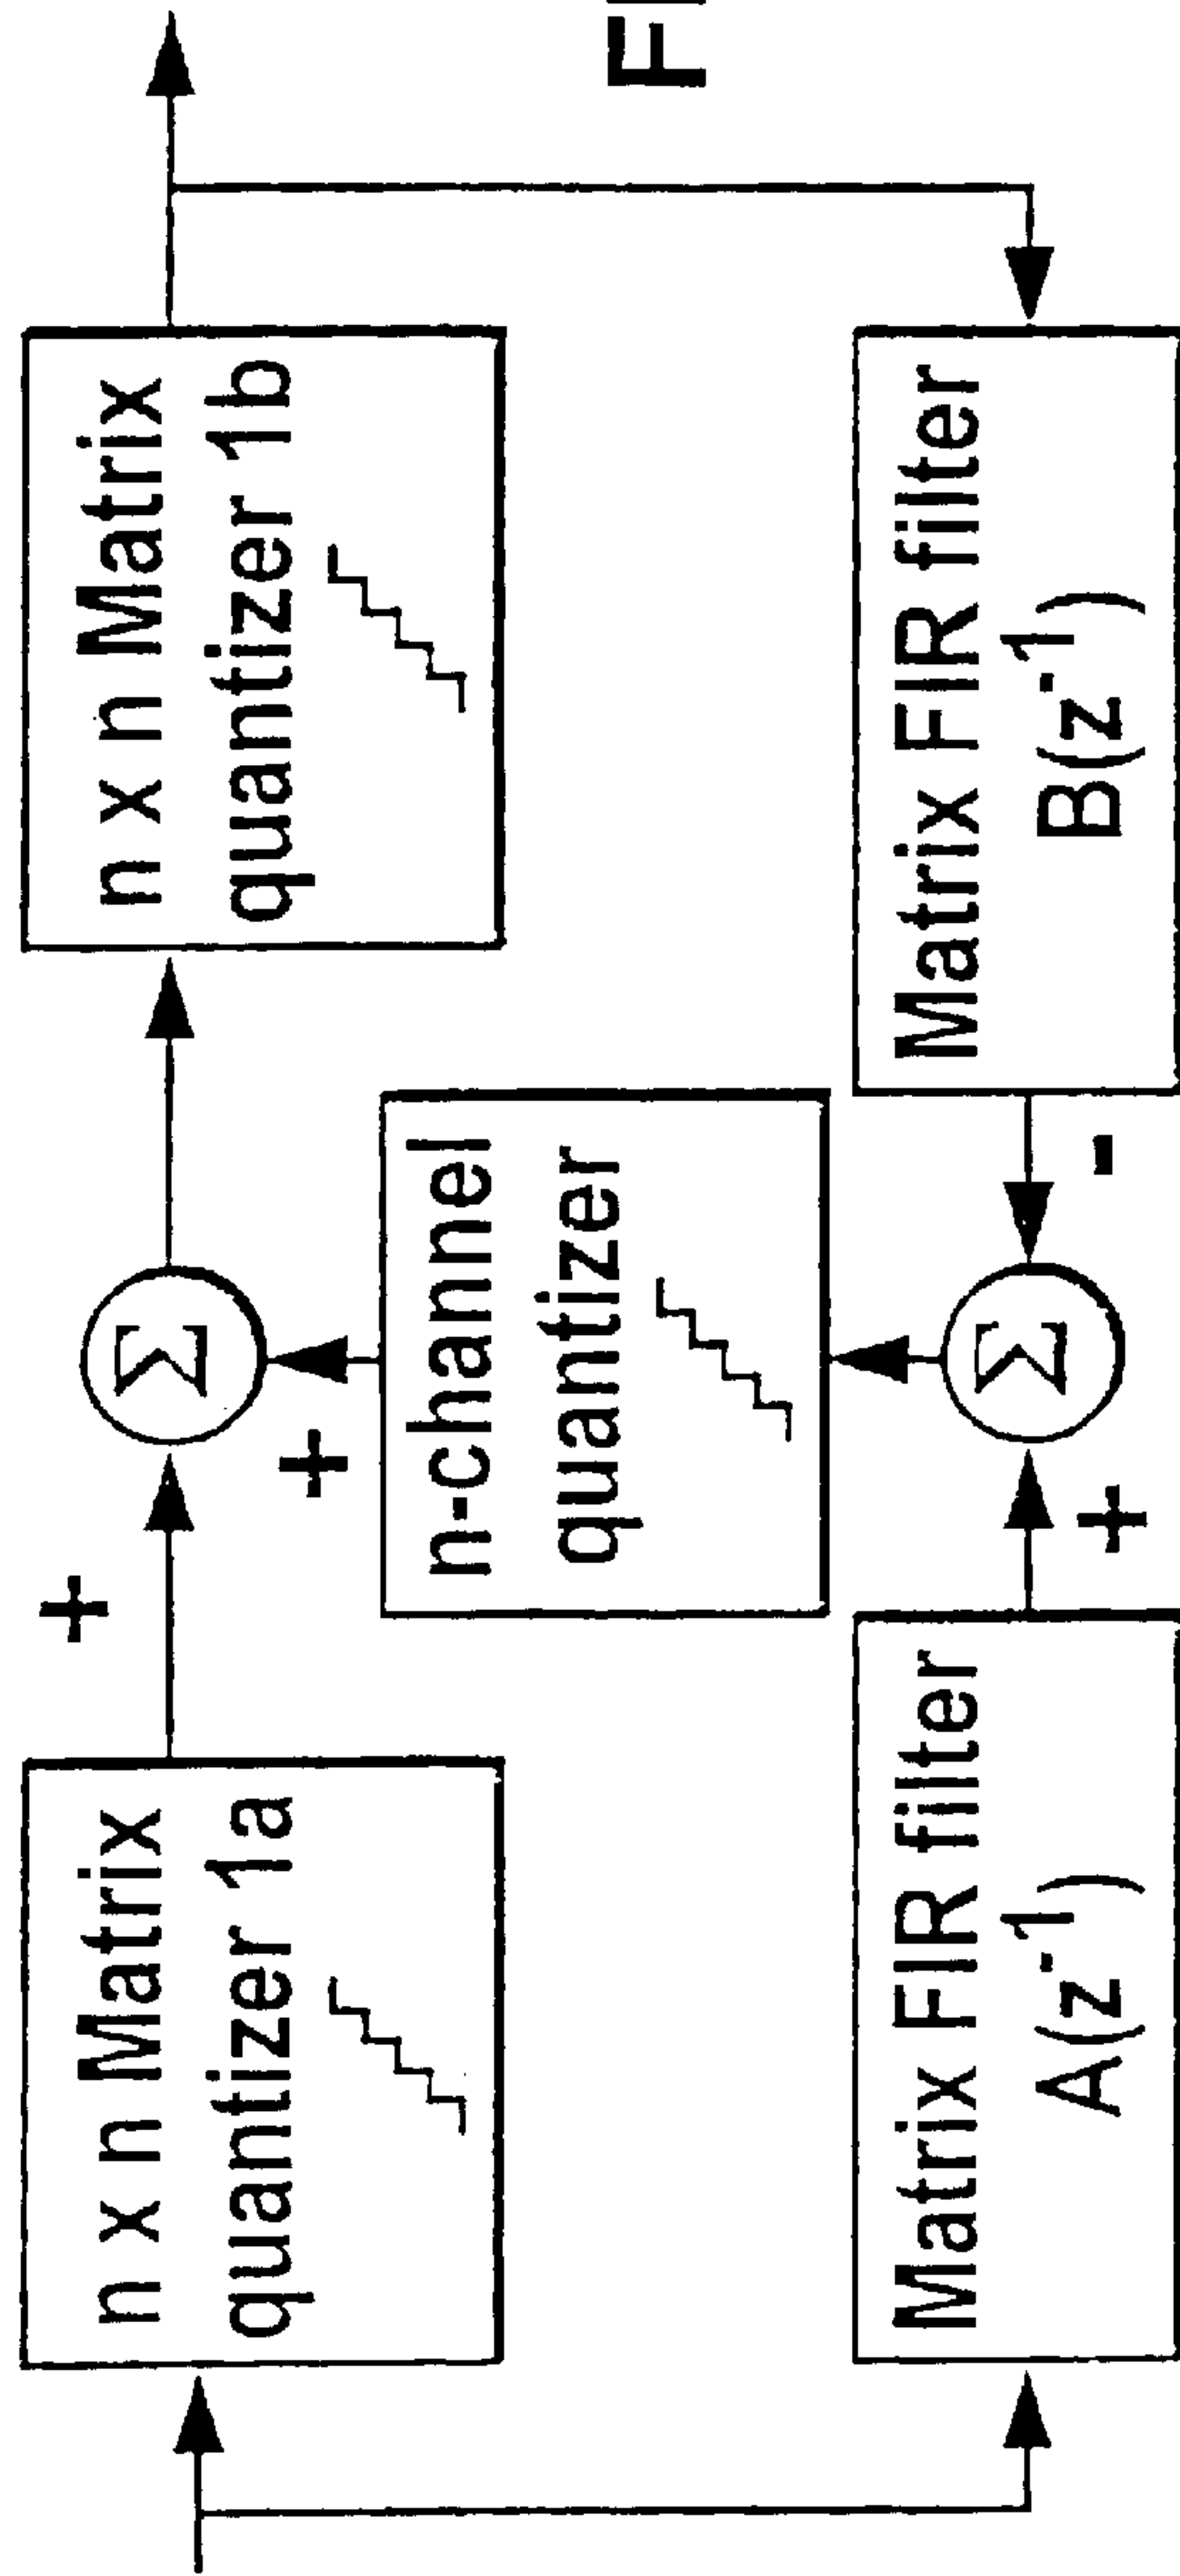 n x n Matrix
quantizer 1a
+
Σ
+
n x n Matrix
quantizer 1b
n-channel
quantizer
Matrix FIR filter
A(z⁻¹)
+
Σ
-
Matrix FIR filter
B(z⁻¹)